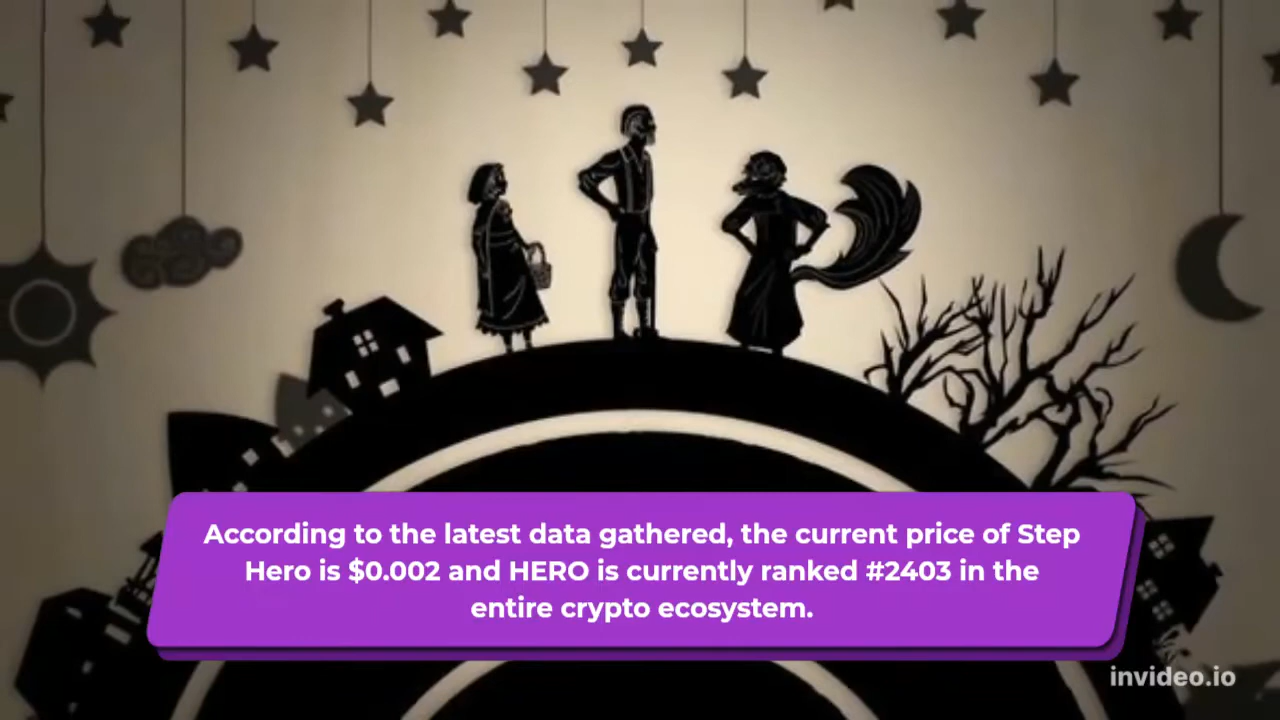 According to the latest data gathered, the current price of Step
Hero is $0.002 and HERO is currently ranked #2403 in the
entire crypto ecosystem.
invideo.io